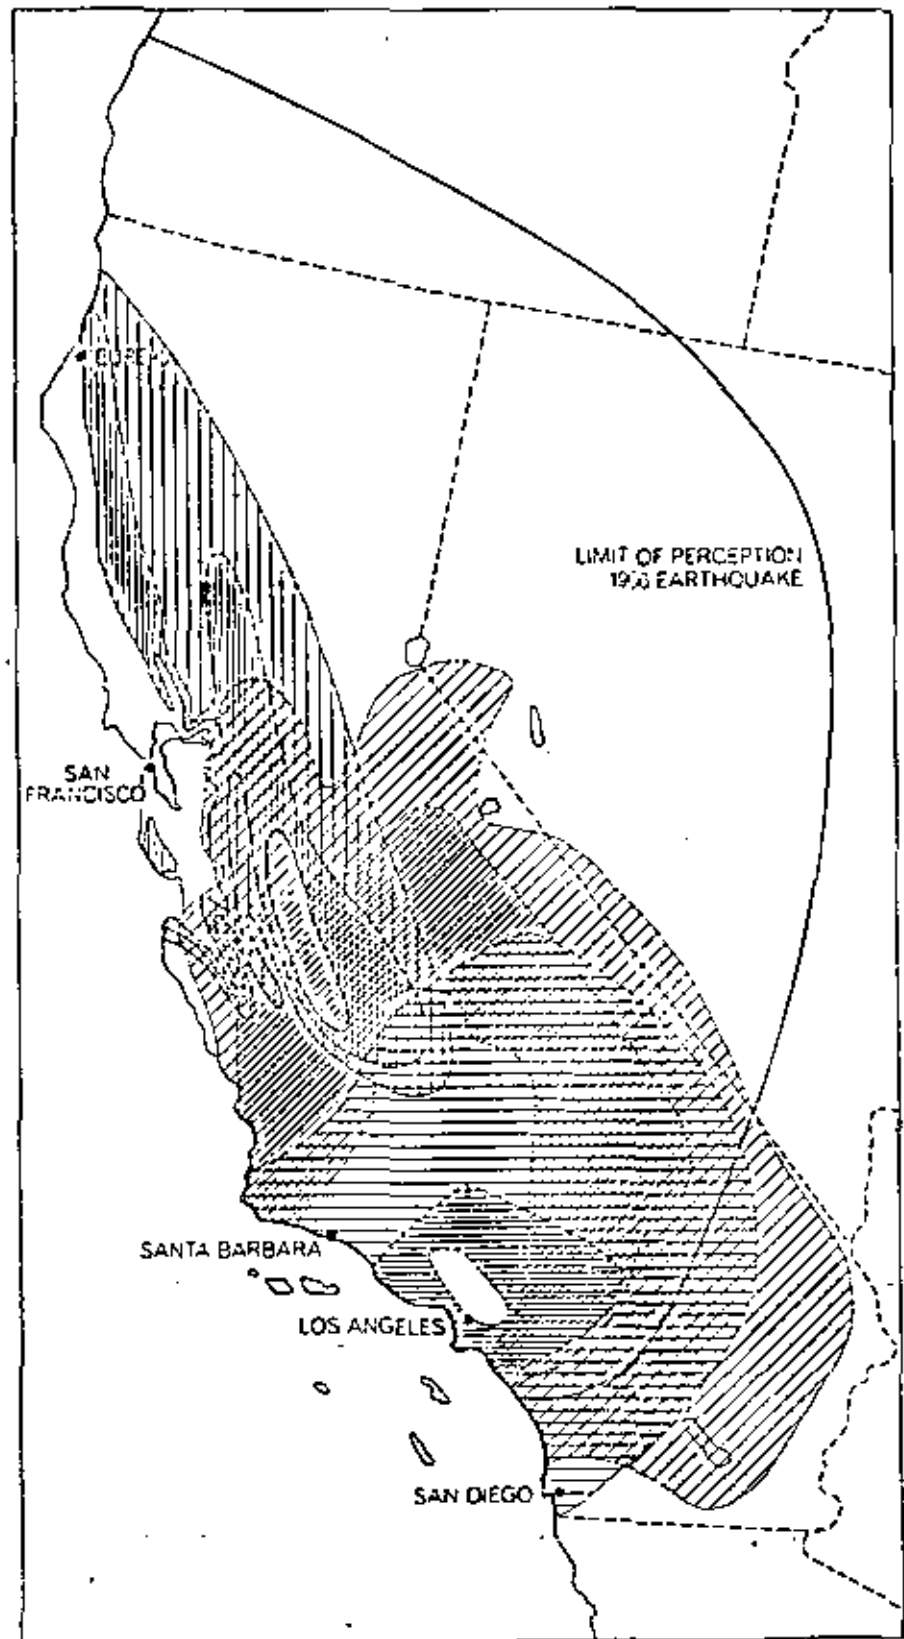 LIMIT OF PERCEPTION
EARTHQUAKE
SAN
FRANCISCO
SANTA BARBARA
LOS ANGELES
SAN DIEGO